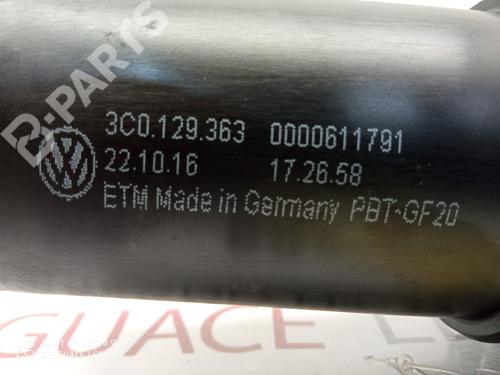 B-PARTS
3C0.129.363 0000611791
22.10.16 17.26.58
ETM Made in Germany PBT-GF20
GUACE L